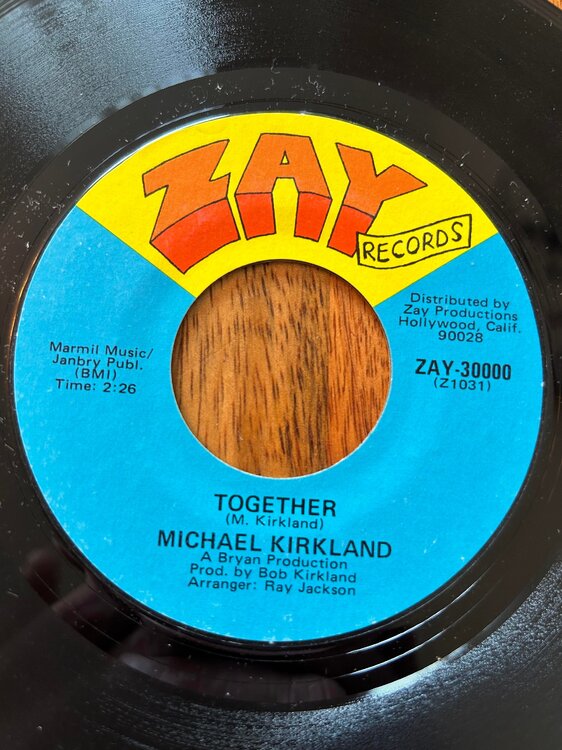 ZAY
RECORDS
Distributed by
Zay Productions
Hollywood, Calif.
90028
Marmil Music/
Janbry Publ.
(BMI)
Time: 2:26
ZAY-30000
(Z1031)
TOGETHER
(M. Kirkland)
MICHAEL KIRKLAND
A Bryan Production
Prod. by Bob Kirkland
Arranger: Ray Jackson